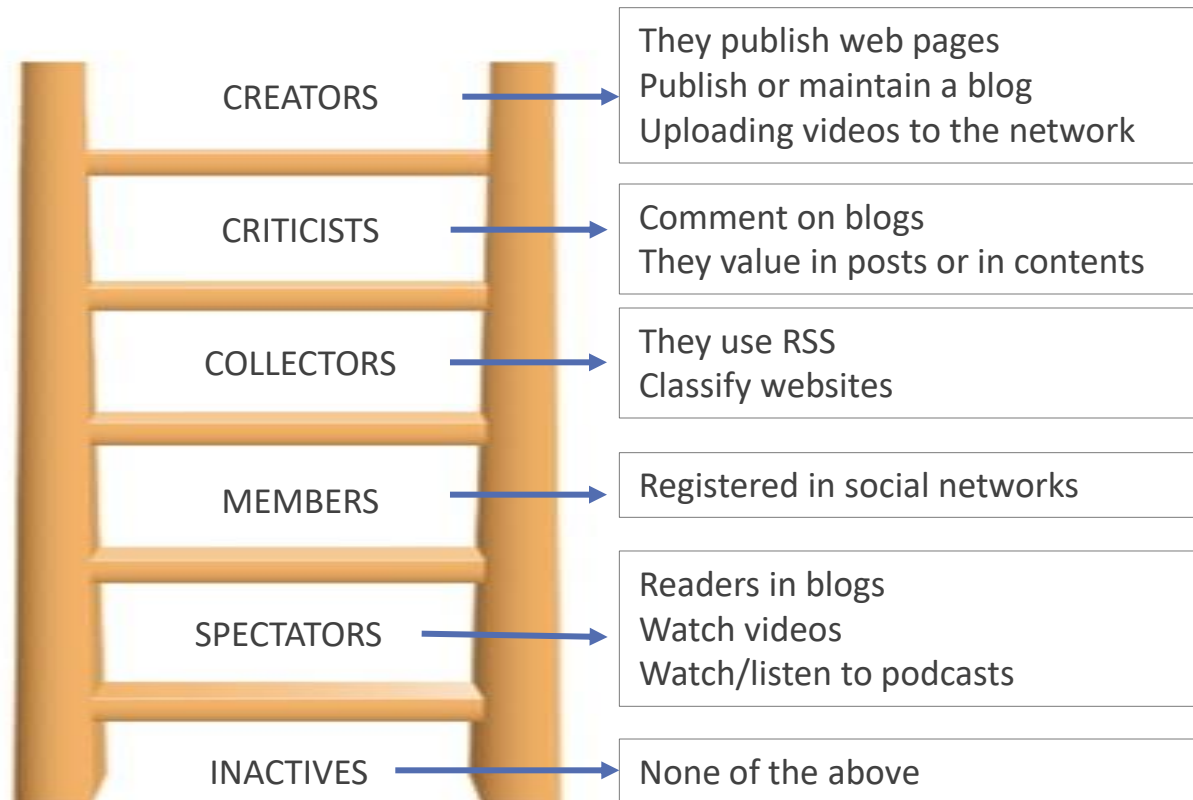 CREATORS
They publish web pages
Publish or maintain a blog
Uploading videos to the network
CRITICISTS
Comment on blogs
They value in posts or in contents
COLLECTORS
They use RSS
Classify websites
MEMBERS
Registered in social networks
SPECTATORS
Readers in blogs
Watch videos
Watch/listen to podcasts
INACTIVES
None of the above